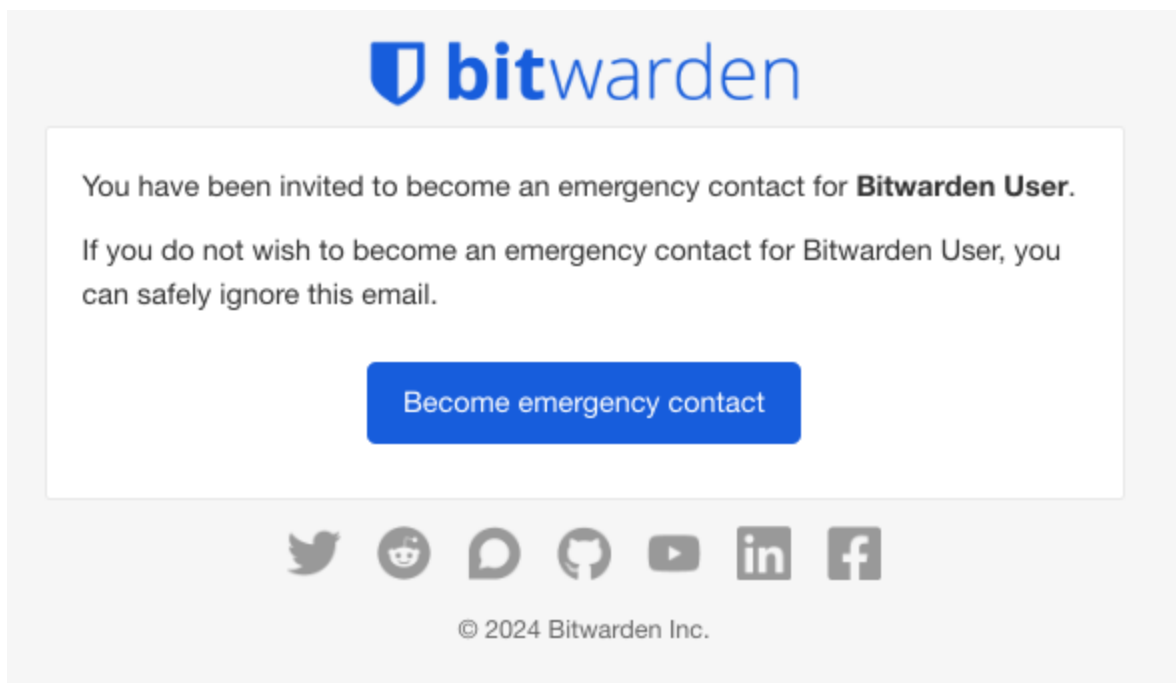 bitwarden
You have been invited to become an emergency contact for Bitwarden User.
If you do not wish to become an emergency contact for Bitwarden User, you
can safely ignore this email.
Become emergency contact
in f
© 2024 Bitwarden Inc.